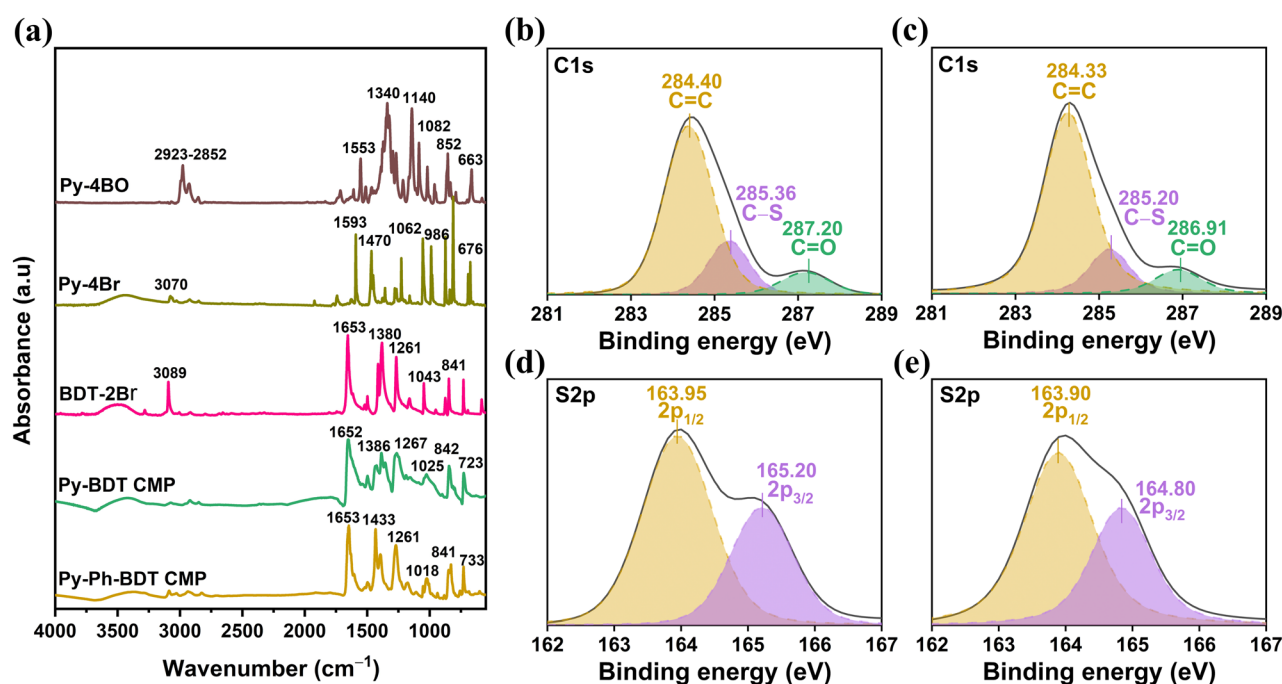 (a)
Absorbance (a.u)
Py-4BO
2923-2852
1553
1340
1140
1082
852
663
Py-4Br
3070
1593
1470
1062
986
676
BDT-2Br
3089
1653
1380
1261
1043
841
Py-BDT CMP
1652
1386
1267
1025
842
723
Py-Ph-BDT CMP
1653
1433
1261
1018
841
733
4000 3500 3000 2500 2000 1500 1000
Wavenumber (cm⁻¹)
(b)
C1s
284.40
C=C
285.36
C–S
287.20
C=O
281 283 285 287 289
Binding energy (eV)
(c)
C1s
284.33
C=C
285.20
C–S
286.91
C=O
281 283 285 287 289
Binding energy (eV)
(d)
S2p
163.95
2p1/2
165.20
2p3/2
162 163 164 165 166 167
Binding energy (eV)
(e)
S2p
163.90
2p1/2
164.80
2p3/2
162 163 164 165 166 167
Binding energy (eV)